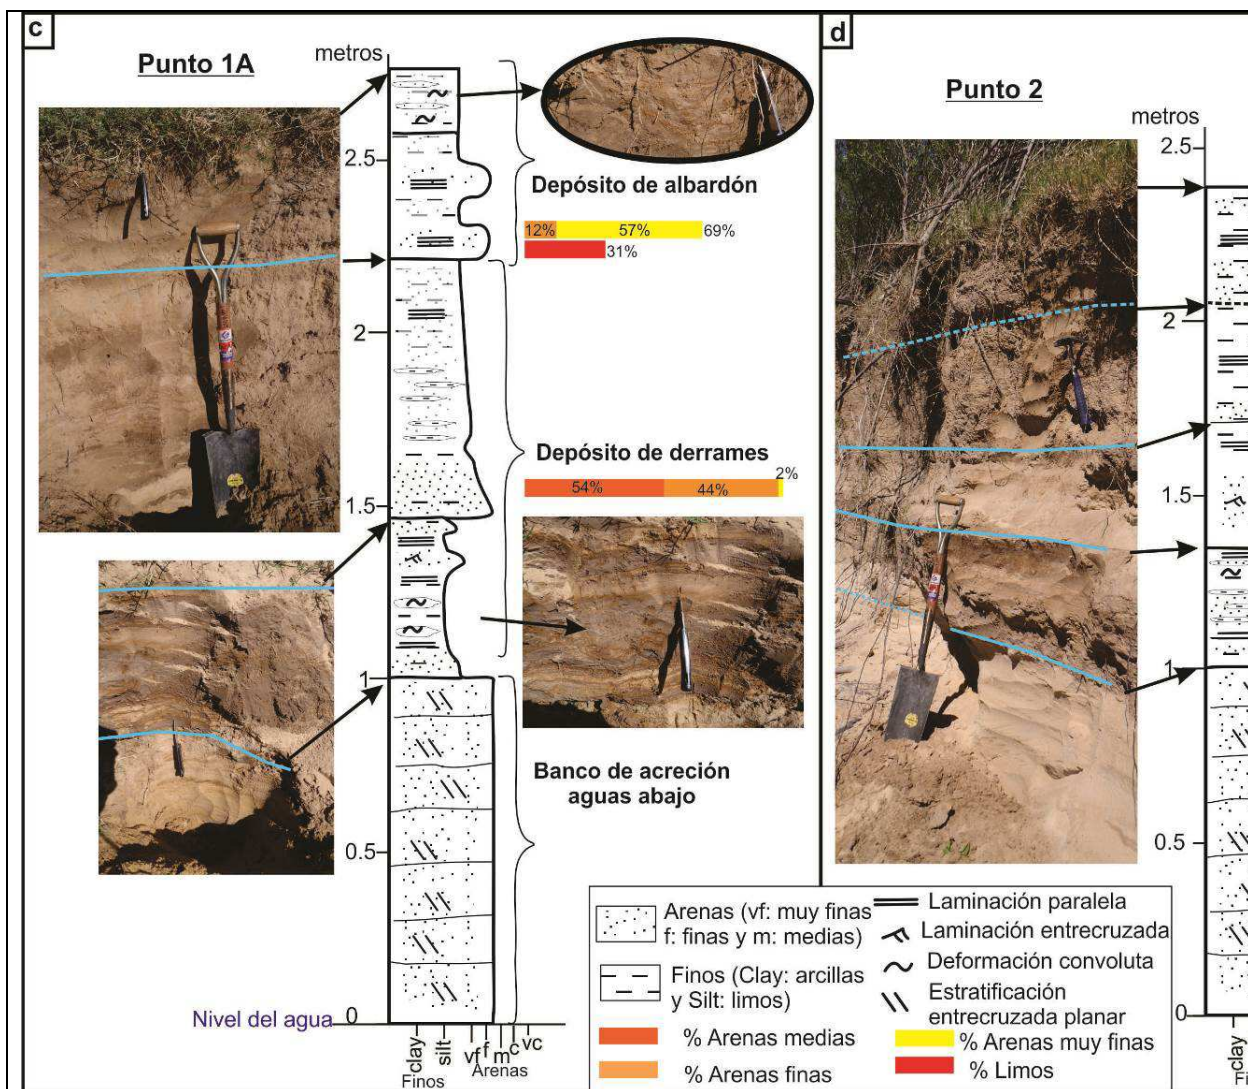 c
metros
Punto 1A
2.5
Depósito de albardón
12% 57% 69%
31%
2
Depósito de derrames
2%
54% 44%
1.5
1
Banco de acreción
aguas abajo
0.5
Nivel del agua 0
clay
silt
vf
f
m
c
vc
Finos
Arenas
d
Punto 2
metros
2.5
2
1.5
1
0.5
0
clay
Arenas (vf: muy finas
f: finas y m: medias)
Finos (Clay: arcillas
y Silt: limos)
% Arenas medias
% Arenas finas
Laminación paralela
Laminación entrecruzada
Deformación convoluta
Estratificación
entrecruzada planar
% Arenas muy finas
% Limos